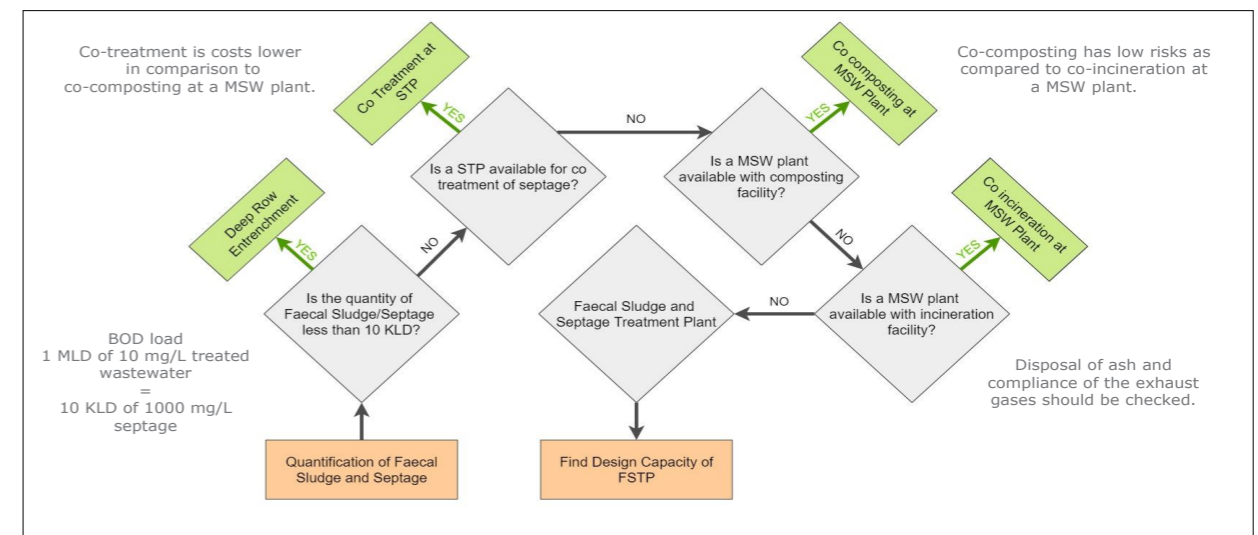 Co-treatment is costs lower
in comparison to
co-composting at a MSW plant.
Co Treatment at
STP
YES
Is a STP available for co
treatment of septage?
NO
Co composting at
MSW Plant
YES
Is a MSW plant
available with composting
facility?
Co-composting has low risks as
compared to co-incineration at
a MSW plant.
Deep Row
Entrenchment
YES
NO
Is the quantity of
Faecal Sludge/Septage
less than 10 KLD?
NO
Co incineration at
MSW Plant
YES
Is a MSW plant
available with incineration
facility?
NO
Faecal Sludge and
Septage Treatment Plant
BOD load
1 MLD of 10 mg/L treated
wastewater
=
10 KLD of 1000 mg/L
septage
Disposal of ash and
compliance of the exhaust
gases should be checked.
Quantification of Faecal
Sludge and Septage
Find Design Capacity of
FSTP